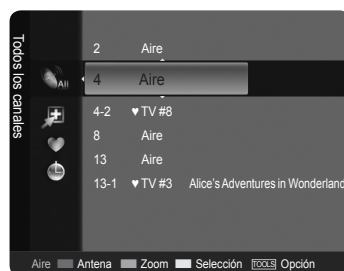 Todos los canales
All
2 Aire
4 Aire
4-2 ♥ TV #8
8 Aire
13 Aire
13-1 ♥ TV #3 Alice's Adventures in Wonderland
Aire Antena Zoom Selección TOOLS Opción